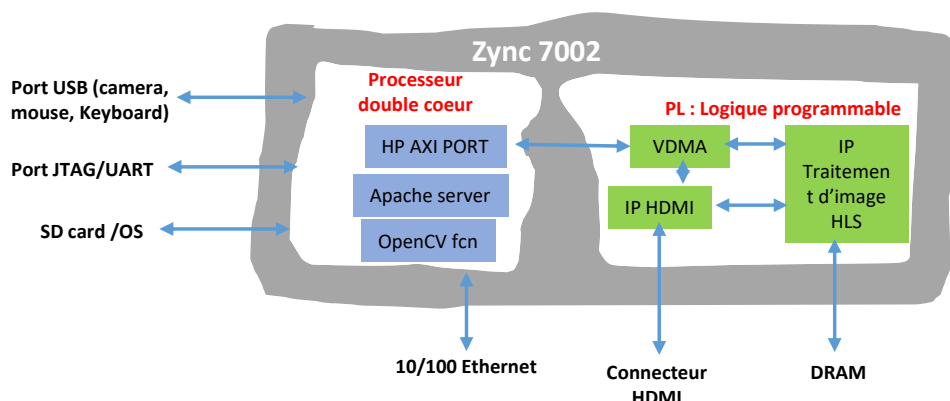 Zync 7002
Port USB (camera,
mouse, Keyboard)
Port JTAG/UART
SD card /OS
Processeur
double coeur
HP AXI PORT
Apache server
OpenCV fcn
PL : Logique programmable
VDMA
IP HDMI
IP
Traitemen
t d’image
HLS
10/100 Ethernet
Connecteur
HDMI
DRAM